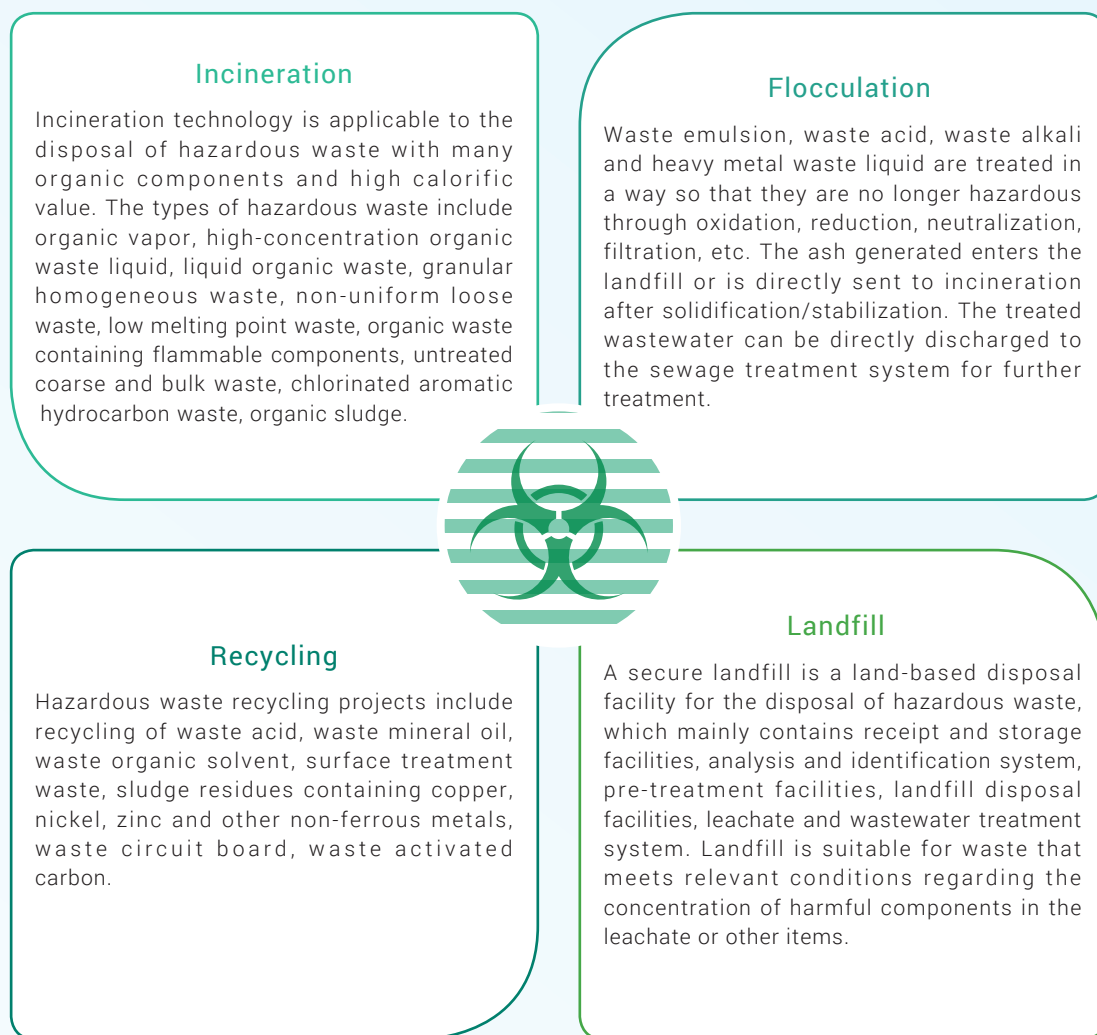 Incineration
Incineration technology is applicable to the
disposal of hazardous waste with many
organic components and high calorific
value. The types of hazardous waste include
organic vapor, high-concentration organic
waste liquid, liquid organic waste, granular
homogeneous waste, non-uniform loose
waste, low melting point waste, organic waste
containing flammable components, untreated
coarse and bulk waste, chlorinated aromatic
hydrocarbon waste, organic sludge.
Flocculation
Waste emulsion, waste acid, waste alkali
and heavy metal waste liquid are treated in
a way so that they are no longer hazardous
through oxidation, reduction, neutralization,
filtration, etc. The ash generated enters the
landfill or is directly sent to incineration
after solidification/stabilization. The treated
wastewater can be directly discharged to
the sewage treatment system for further
treatment.
Recycling
Hazardous waste recycling projects include
recycling of waste acid, waste mineral oil,
waste organic solvent, surface treatment
waste, sludge residues containing copper,
nickel, zinc and other non-ferrous metals,
waste circuit board, waste activated
carbon.
Landfill
A secure landfill is a land-based disposal
facility for the disposal of hazardous waste,
which mainly contains receipt and storage
facilities, analysis and identification system,
pre-treatment facilities, landfill disposal
facilities, leachate and wastewater treatment
system. Landfill is suitable for waste that
meets relevant conditions regarding the
concentration of harmful components in the
leachate or other items.